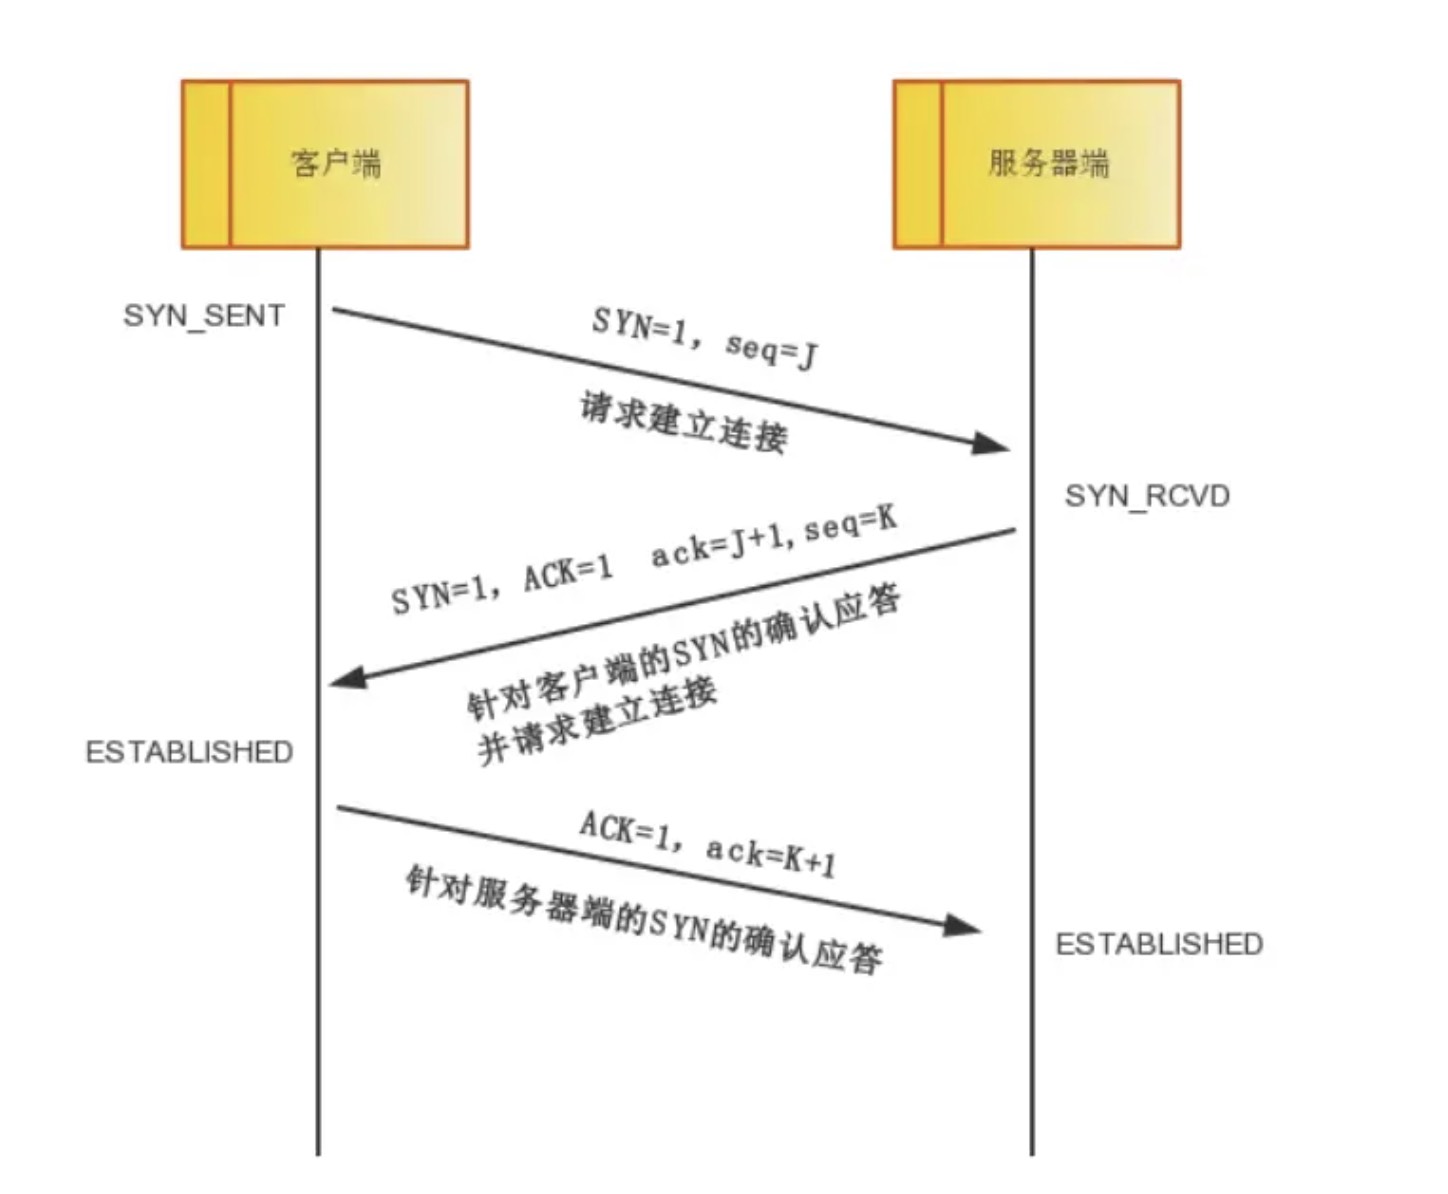 客户端
服务器端
SYN_SENT
SYN=1, seq=J
请求建立连接
SYN_RCVD
SYN=1, ACK=1 ack=J+1,seq=K
针对客户端的SYN的确认应答
并请求建立连接
ESTABLISHED
ACK=1, ack=K+1
针对服务器端的SYN的确认应答
ESTABLISHED